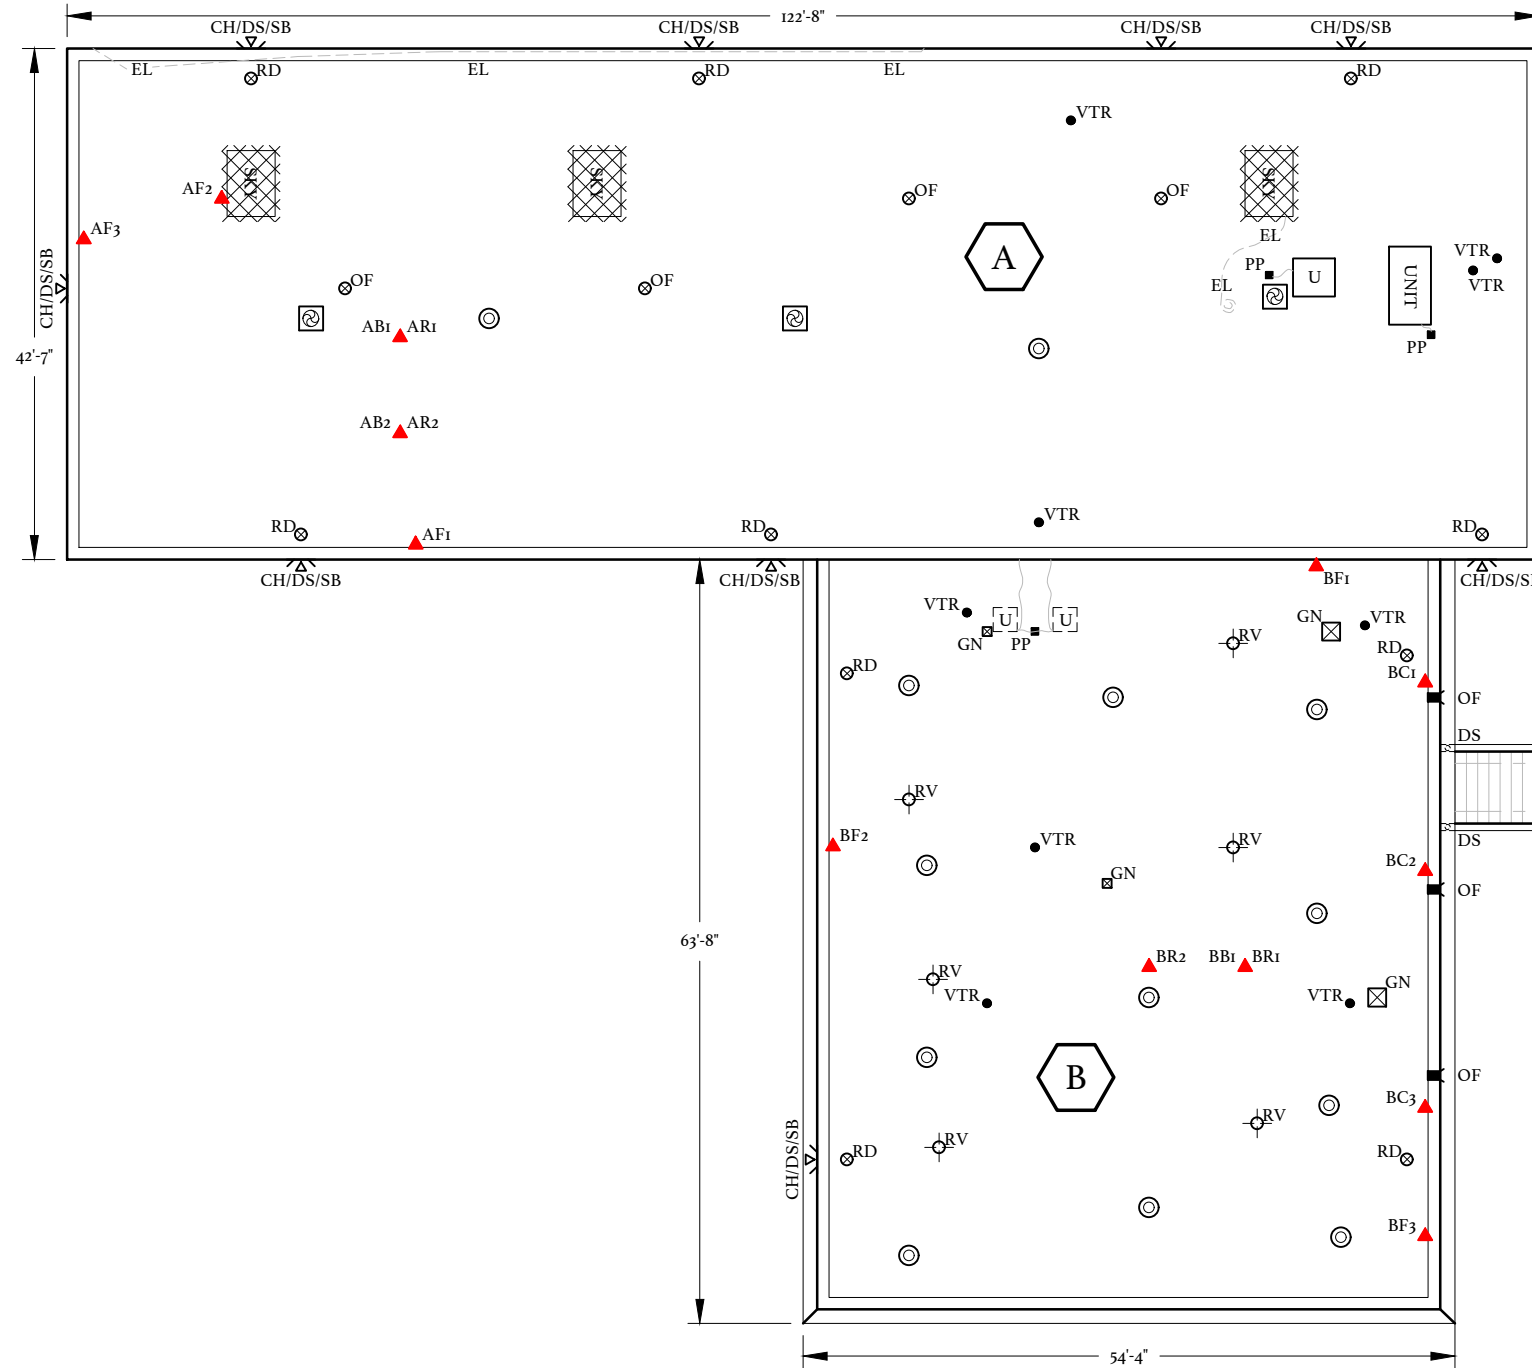 122'-8"
CH/DS/SB CH/DS/SB CH/DS/SB CH/DS/SB
EL RD EL RD EL RD
VTR
SKY SKY SKY
AF2 OF OF
AF3
A
EL
VTR
PP U UNIT
VTR
CH/DS/SB OF OF EL
AB1 AR1
PP
42'-7"
AB2 AR2
VTR
RD AF1 RD RD
CH/DS/SB CH/DS/SB BF1 CH/DS/SB
VTR U U GN VTR
GN PP RV
RD RD
BC1
OF
DS
RV
BF2 VTR RV DS
BC2
GN
OF
63'-8"
BR2 BB1 BR1
RV GN
VTR VTR
B OF
BC3
RV
RV
CH/DS/SB RD RD
BF3
54'-4"